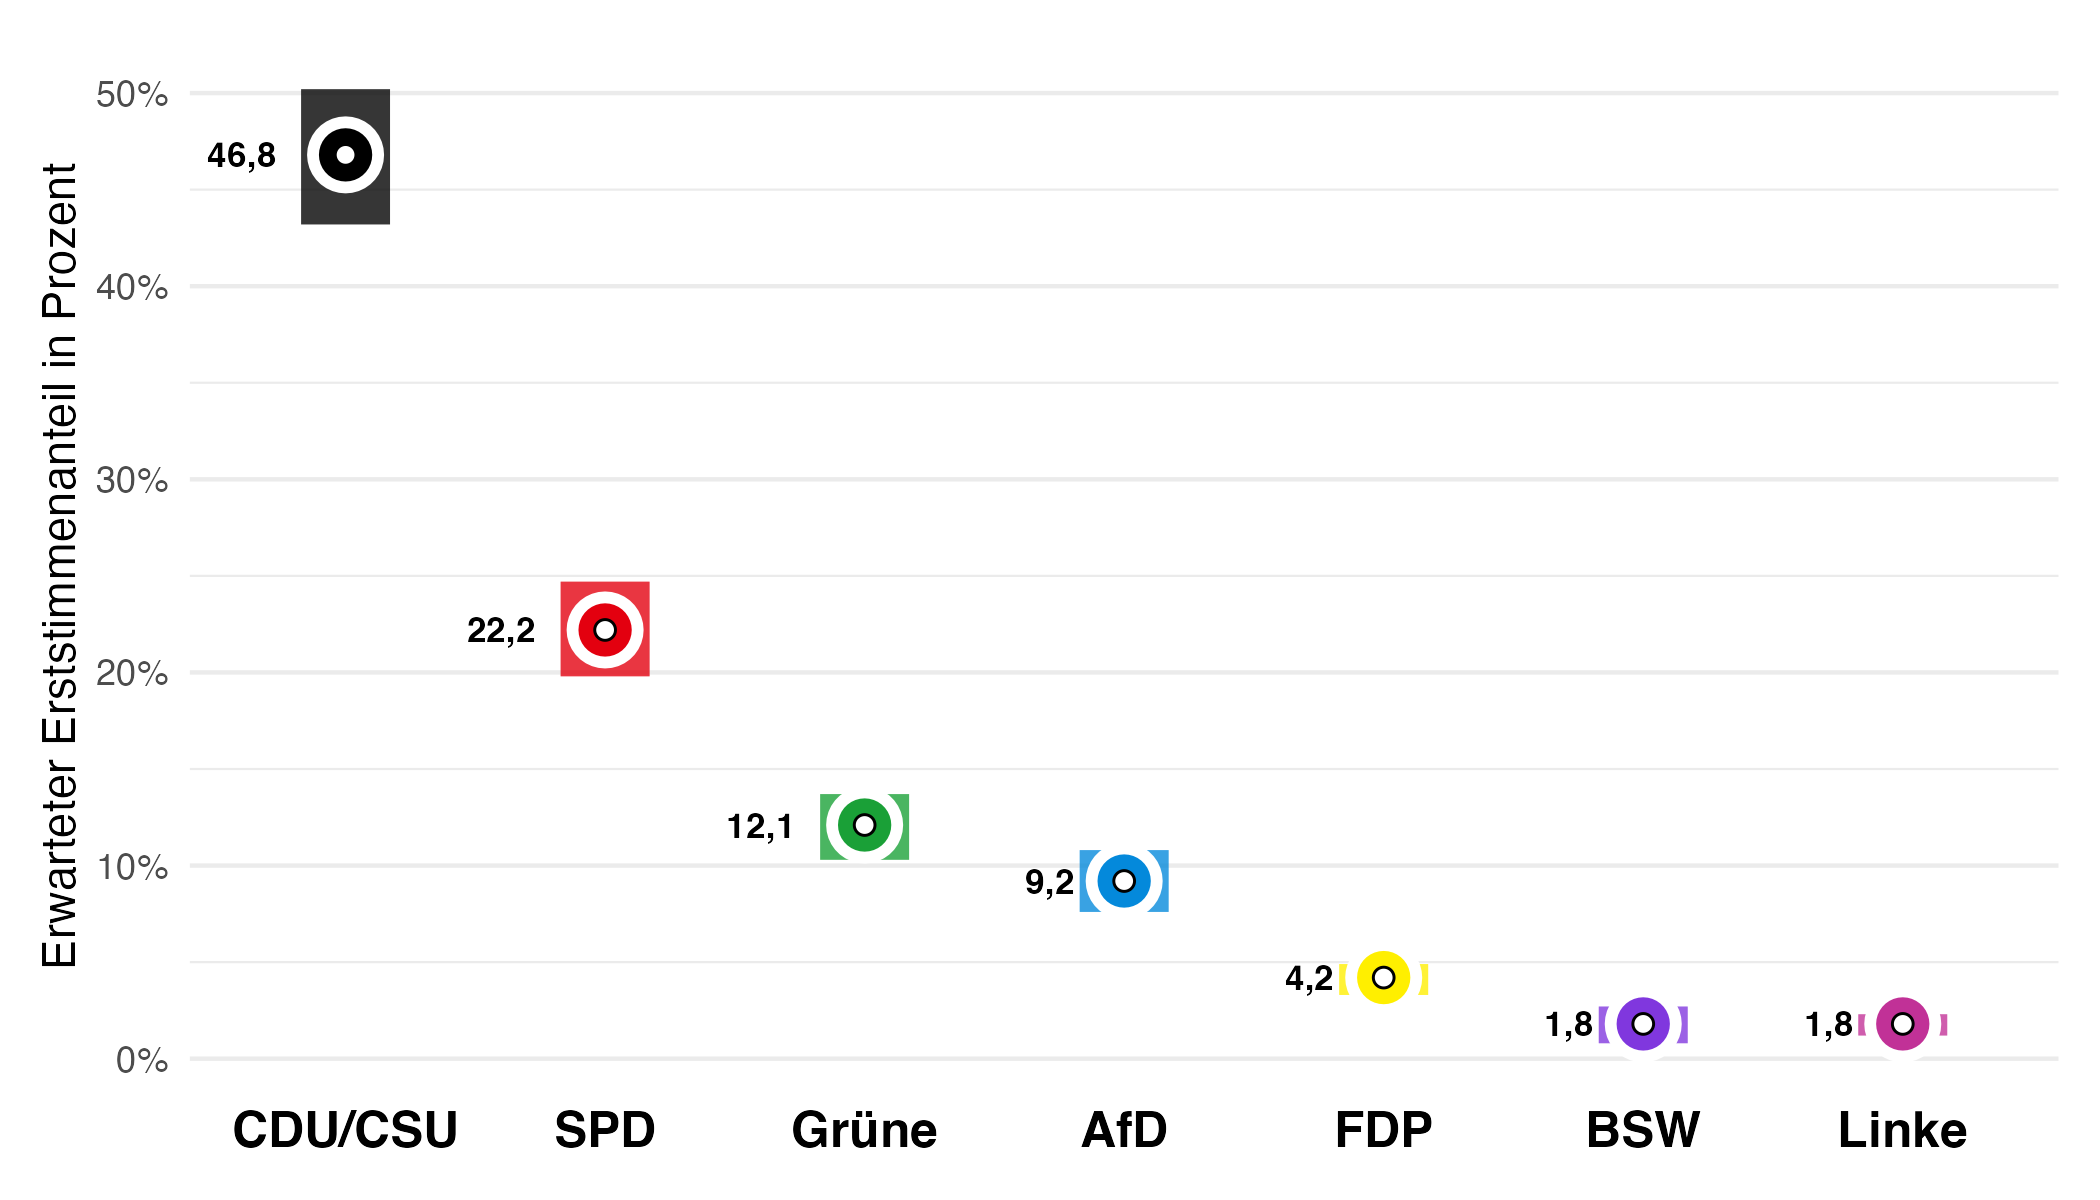 Erwarteter Erststimmenanteil in Prozent
50%
40%
30%
20%
10%
0%
46,8
22,2
12,1
9,2
4,2
1,8
1,8
CDU/CSU
SPD
Grüne
AfD
FDP
BSW
Linke